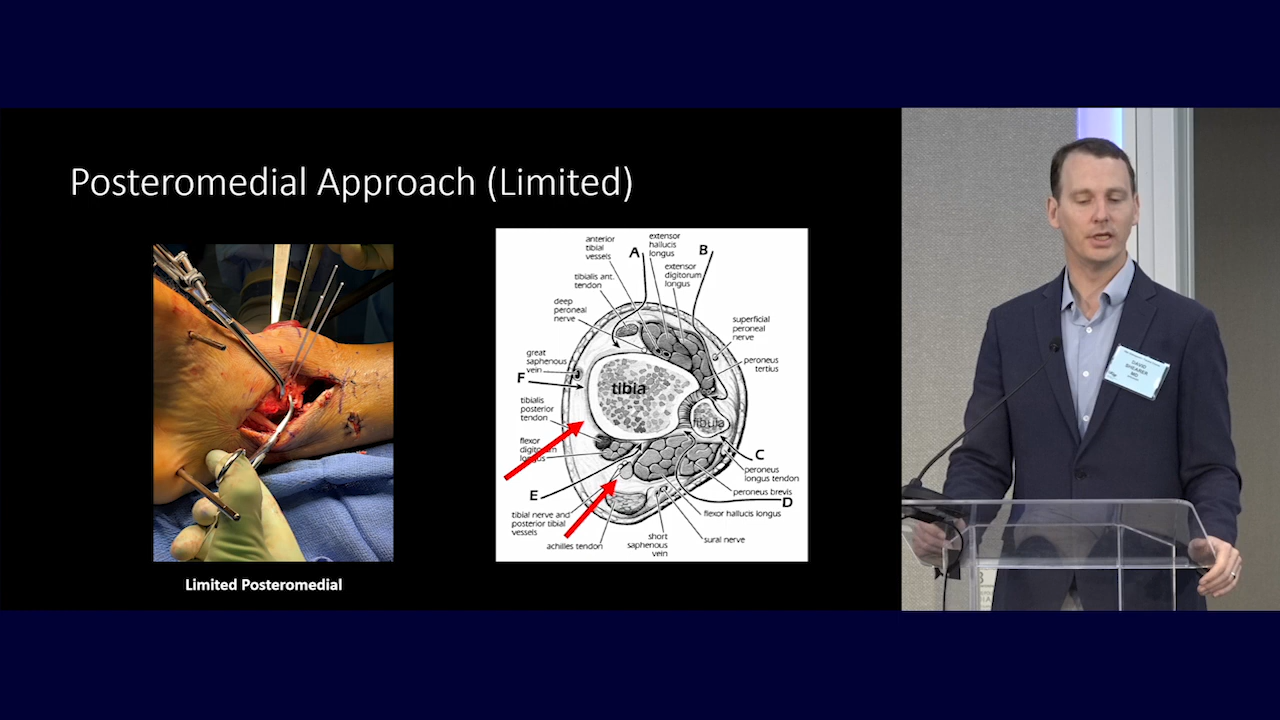 Posteromedial Approach (Limited)
Limited Posteromedial
anterior
tibial
vessels
A
extensor
hallucis
longus
B
extensor
digitorum
longus
tibialis ant.
tendon
deep
peroneal
nerve
superficial
peroneal
nerve
great
saphenous
vein
peroneus
tertius
F
tibia
tibialis
posterior
tendon
fibula
flexor
digitorum
longus
C
peroneus
longus tendon
E
peroneus brevis
D
tibial nerve and
posterior tibial
vessels
flexor hallucis longus
achilles tendon
short
saphenous
vein
sural nerve
DAVID
SHEARER
MD